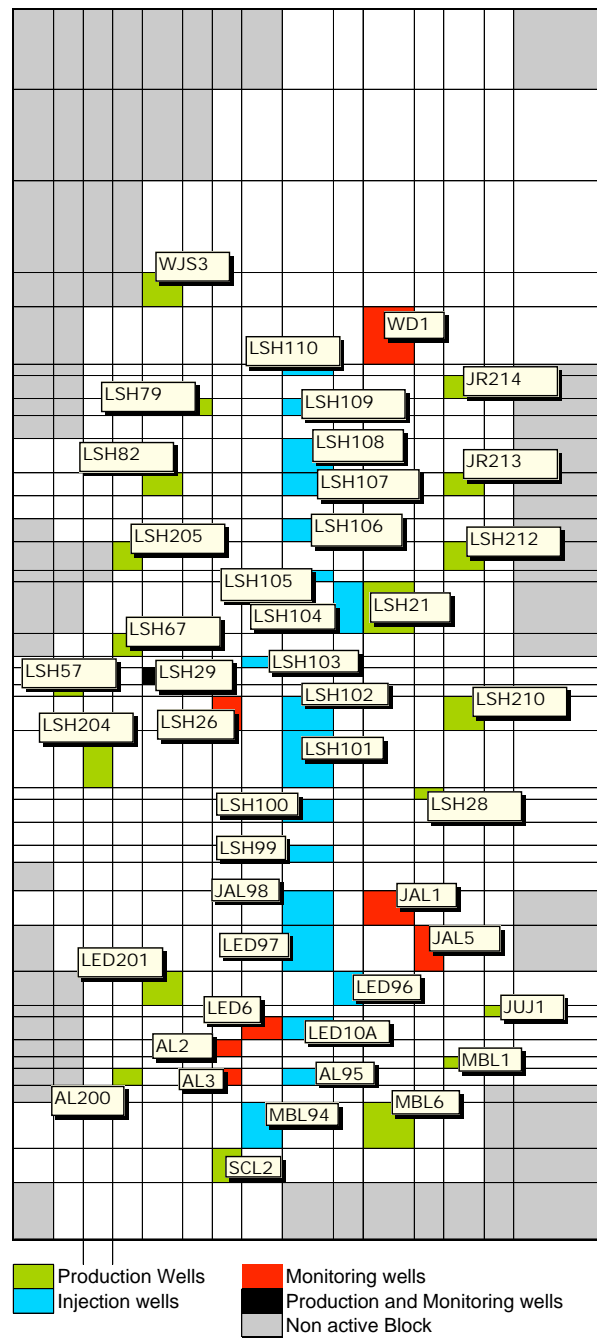 WJS3
WD1
LSH110
JR214
LSH79
LSH109
LSH108
LSH82
JR213
LSH107
LSH106
LSH205
LSH212
LSH105
LSH21
LSH104
LSH67
LSH103
LSH57
LSH29
LSH102
LSH210
LSH26
LSH204
LSH101
LSH100
LSH28
LSH99
JAL98
JAL1
JAL5
LED97
LED201
LED96
LED6
JUJ1
LED10A
AL2
MBL1
AL3
AL95
AL200
MBL6
MBL94
SCL2
Production Wells
Monitoring wells
Injection wells
Production and Monitoring wells
Non active Block